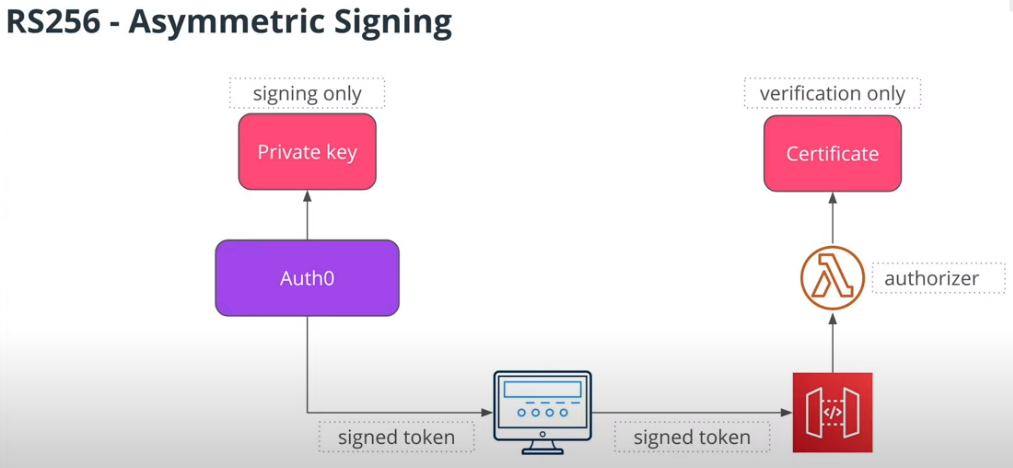 RS256 - Asymmetric Signing
signing only
verification only
Private key
Certificate
Auth0
authorizer
</>
signed token
signed token